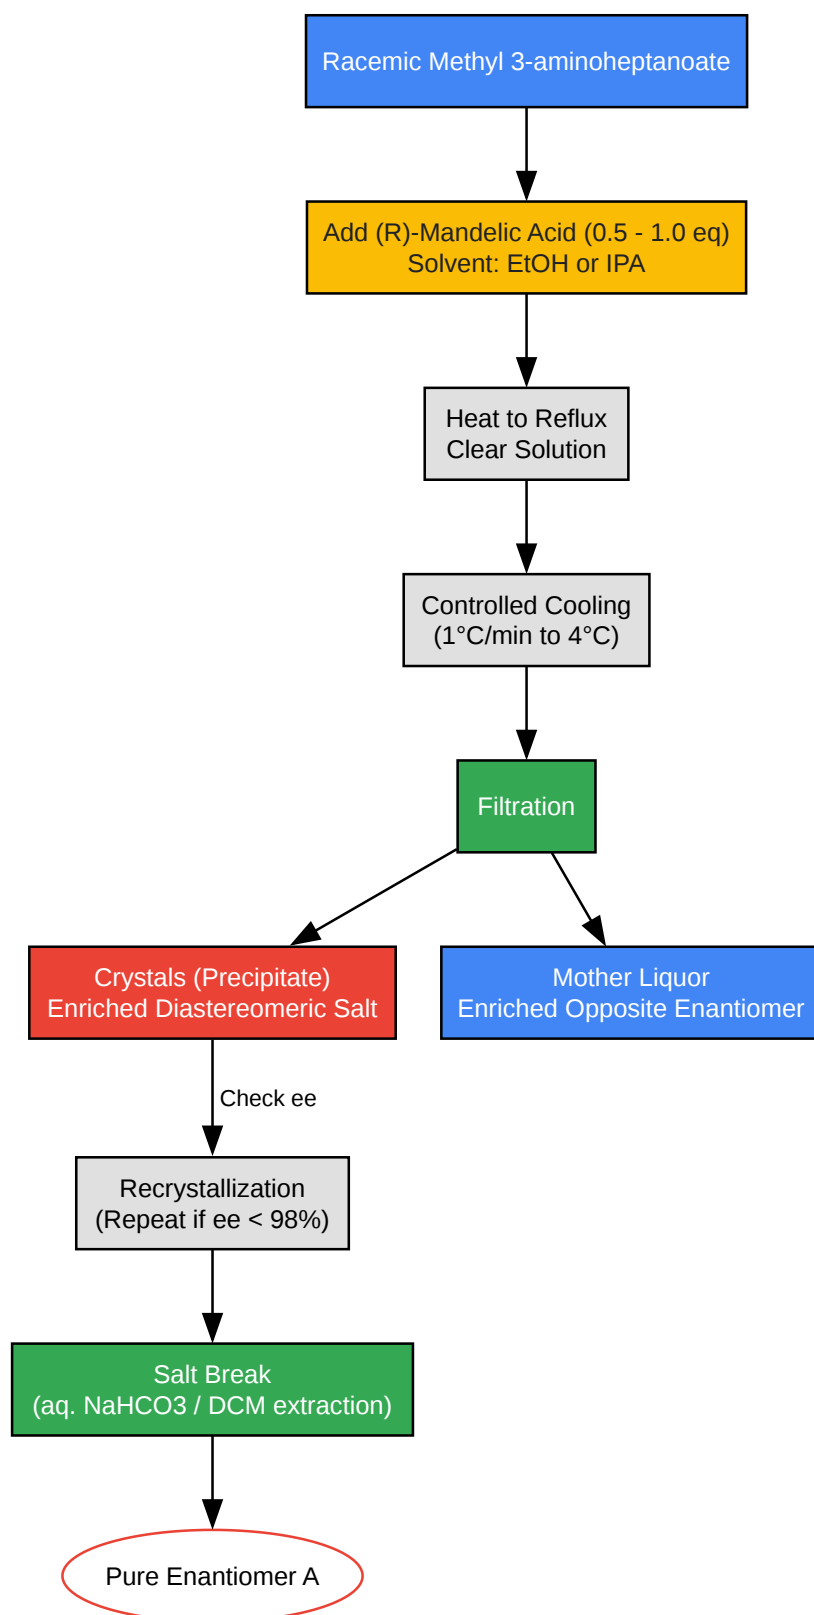 Racemic Methyl 3-aminoheptanoate
Add (R)-Mandelic Acid (0.5 - 1.0 eq)
Solvent: EtOH or IPA
Heat to Reflux
Clear Solution
Controlled Cooling
(1°C/min to 4°C)
Filtration
Crystals (Precipitate)
Enriched Diastereomeric Salt
Mother Liquor
Enriched Opposite Enantiomer
Check ee
Recrystallization
(Repeat if ee < 98%)
Salt Break
(aq. NaHCO3 / DCM extraction)
Pure Enantiomer A